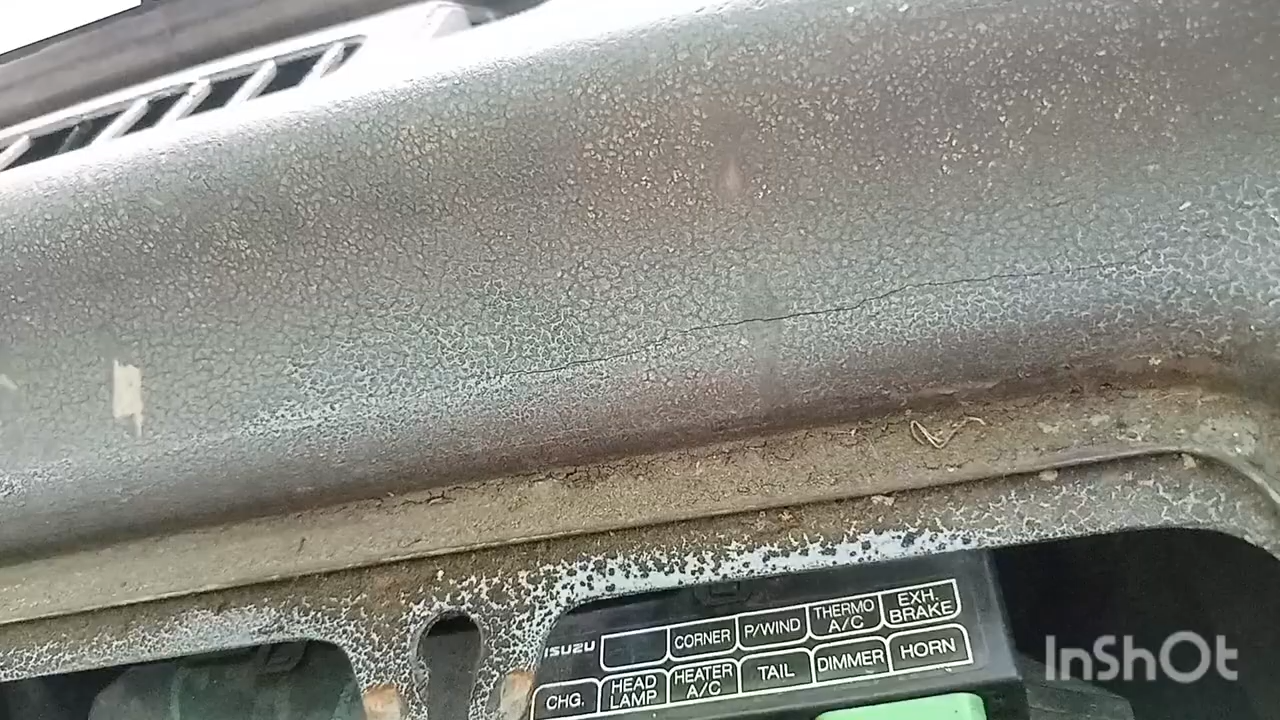 ISUZU
CORNER P/WIND THERMO A/C EXH. BRAKE
CHG. HEAD LAMP HEATER A/C TAIL DIMMER HORN
InShOt